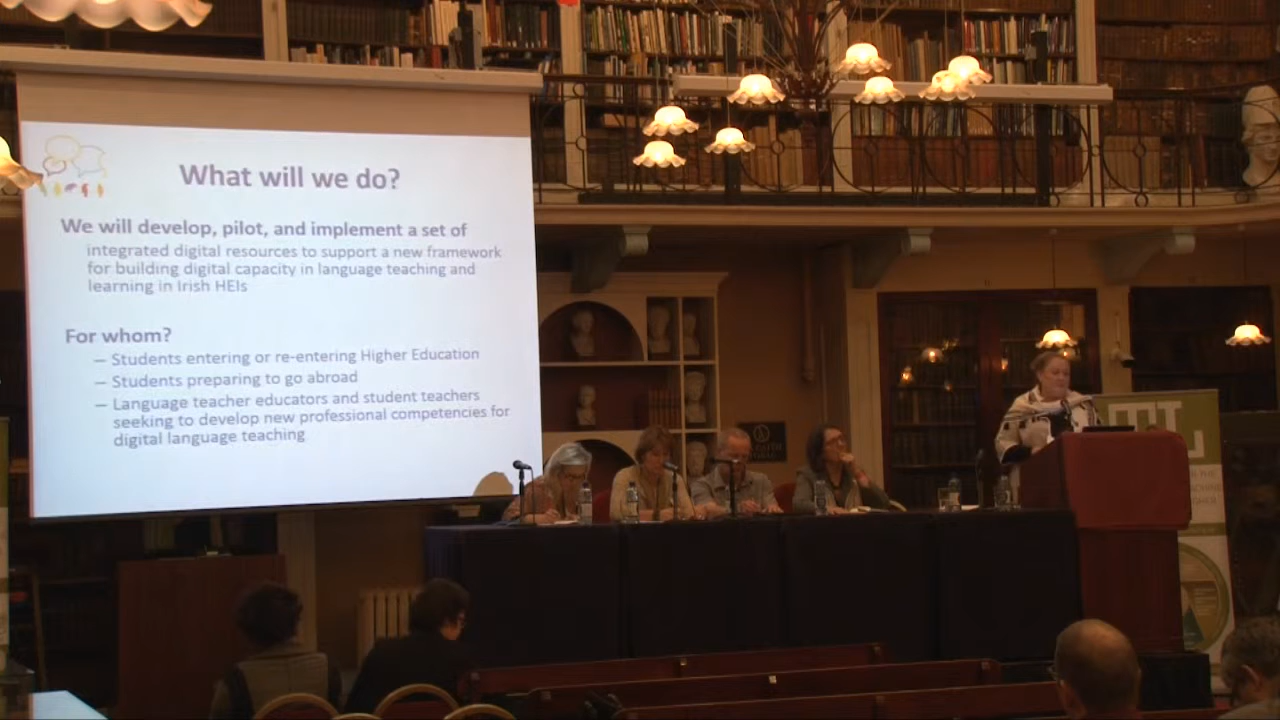 What will we do?
We will develop, pilot, and implement a set of
integrated digital resources to support a new framework
for building digital capacity in language teaching and
learning in Irish HEIs
For whom?
– Students entering or re-entering Higher Education
– Students preparing to go abroad
– Language teacher educators and student teachers
seeking to develop new professional competencies for
digital language teaching